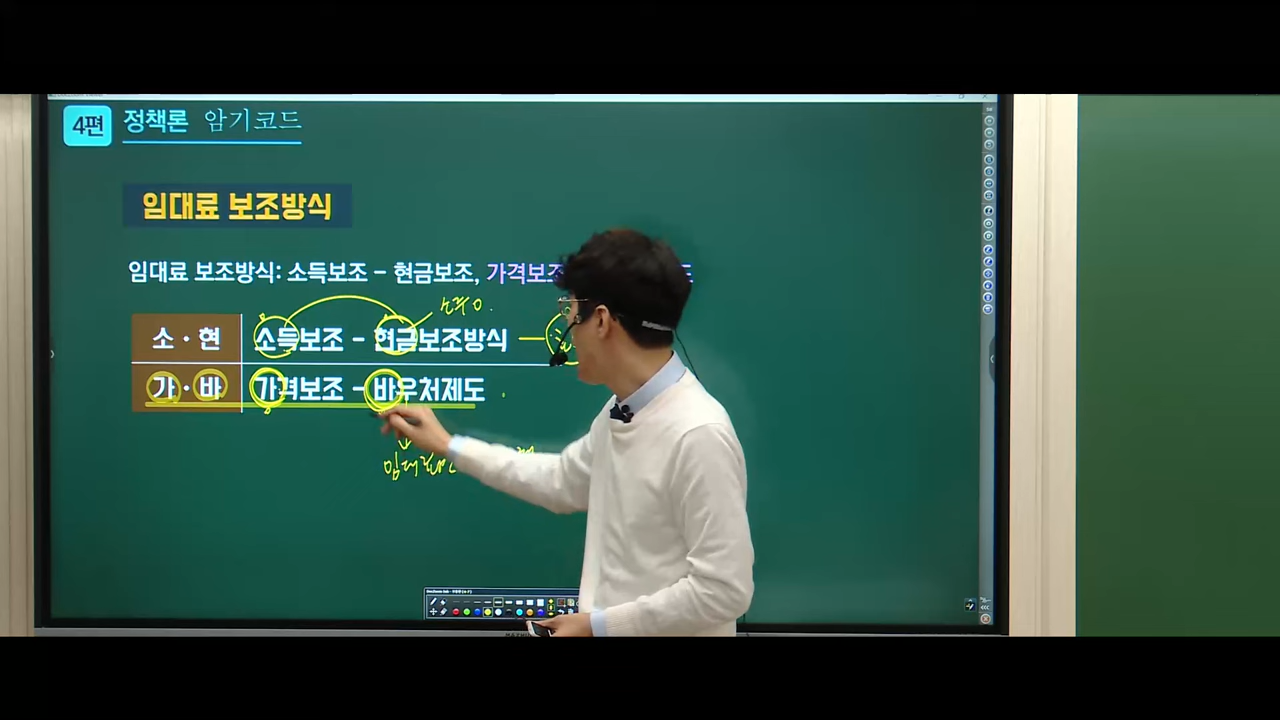 4편 정책론 암기코드
임대료 보조방식
임대료 보조방식: 소득보조 - 현금보조, 가격보조
소·현 소득보조 - 현금보조방식
가·바 가격보조 - 바우처제도